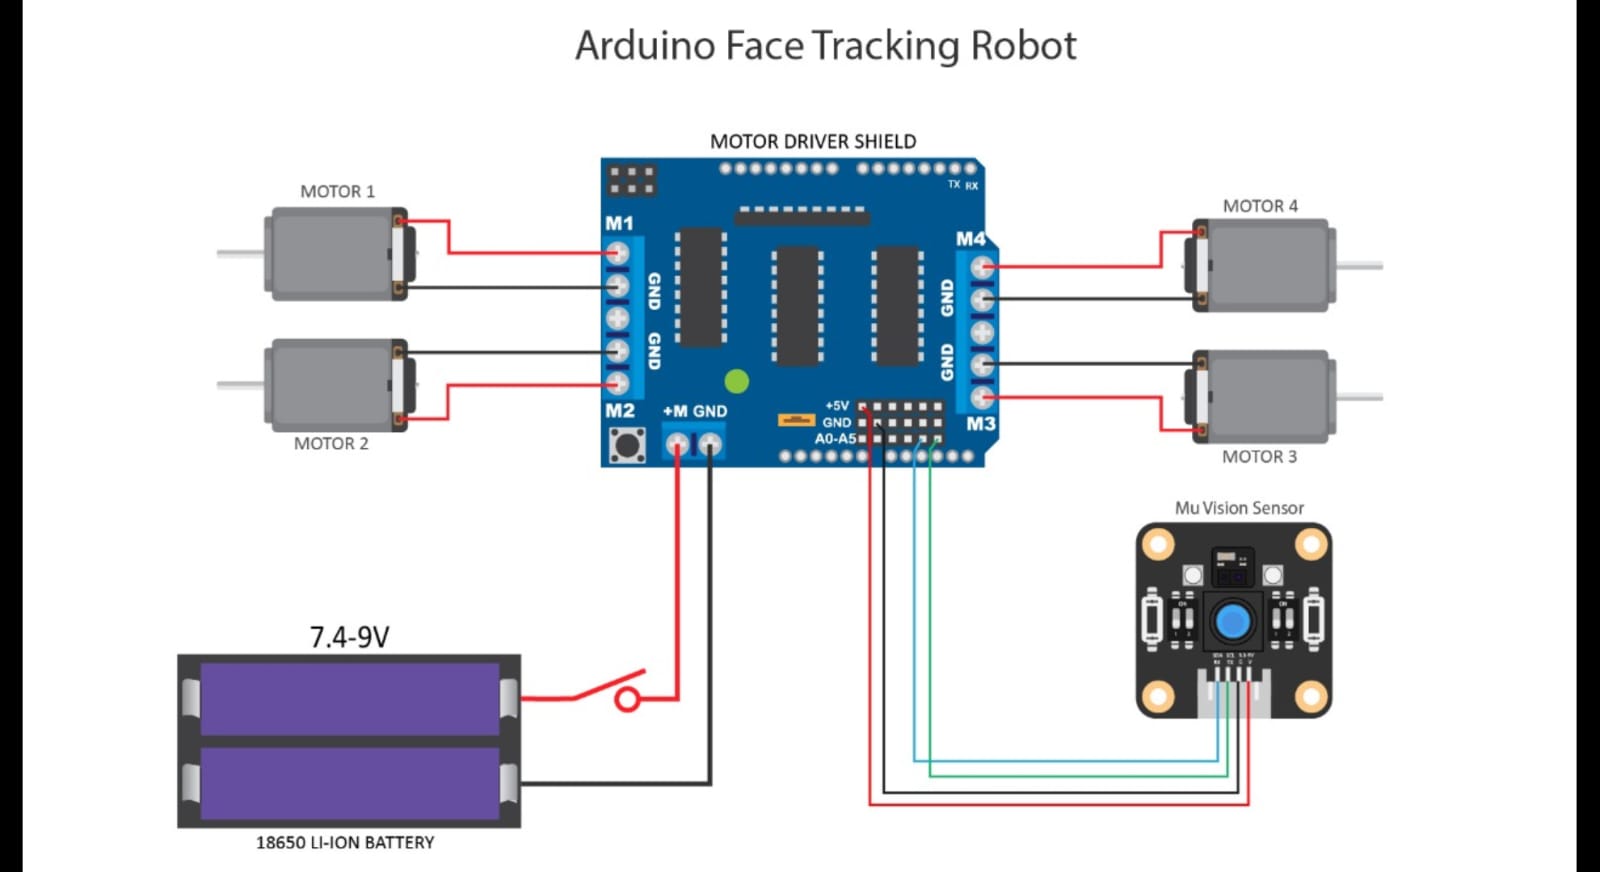 Arduino Face Tracking Robot
MOTOR DRIVER SHIELD
MOTOR 1
MOTOR 4
TX RX
M1
M4
GND
GND
GND
GND
MOTOR 2
MOTOR 3
M2
+M GND
+5V
GND
A0-A5
M3
Mu Vision Sensor
7.4-9V
18650 LI-ION BATTERY